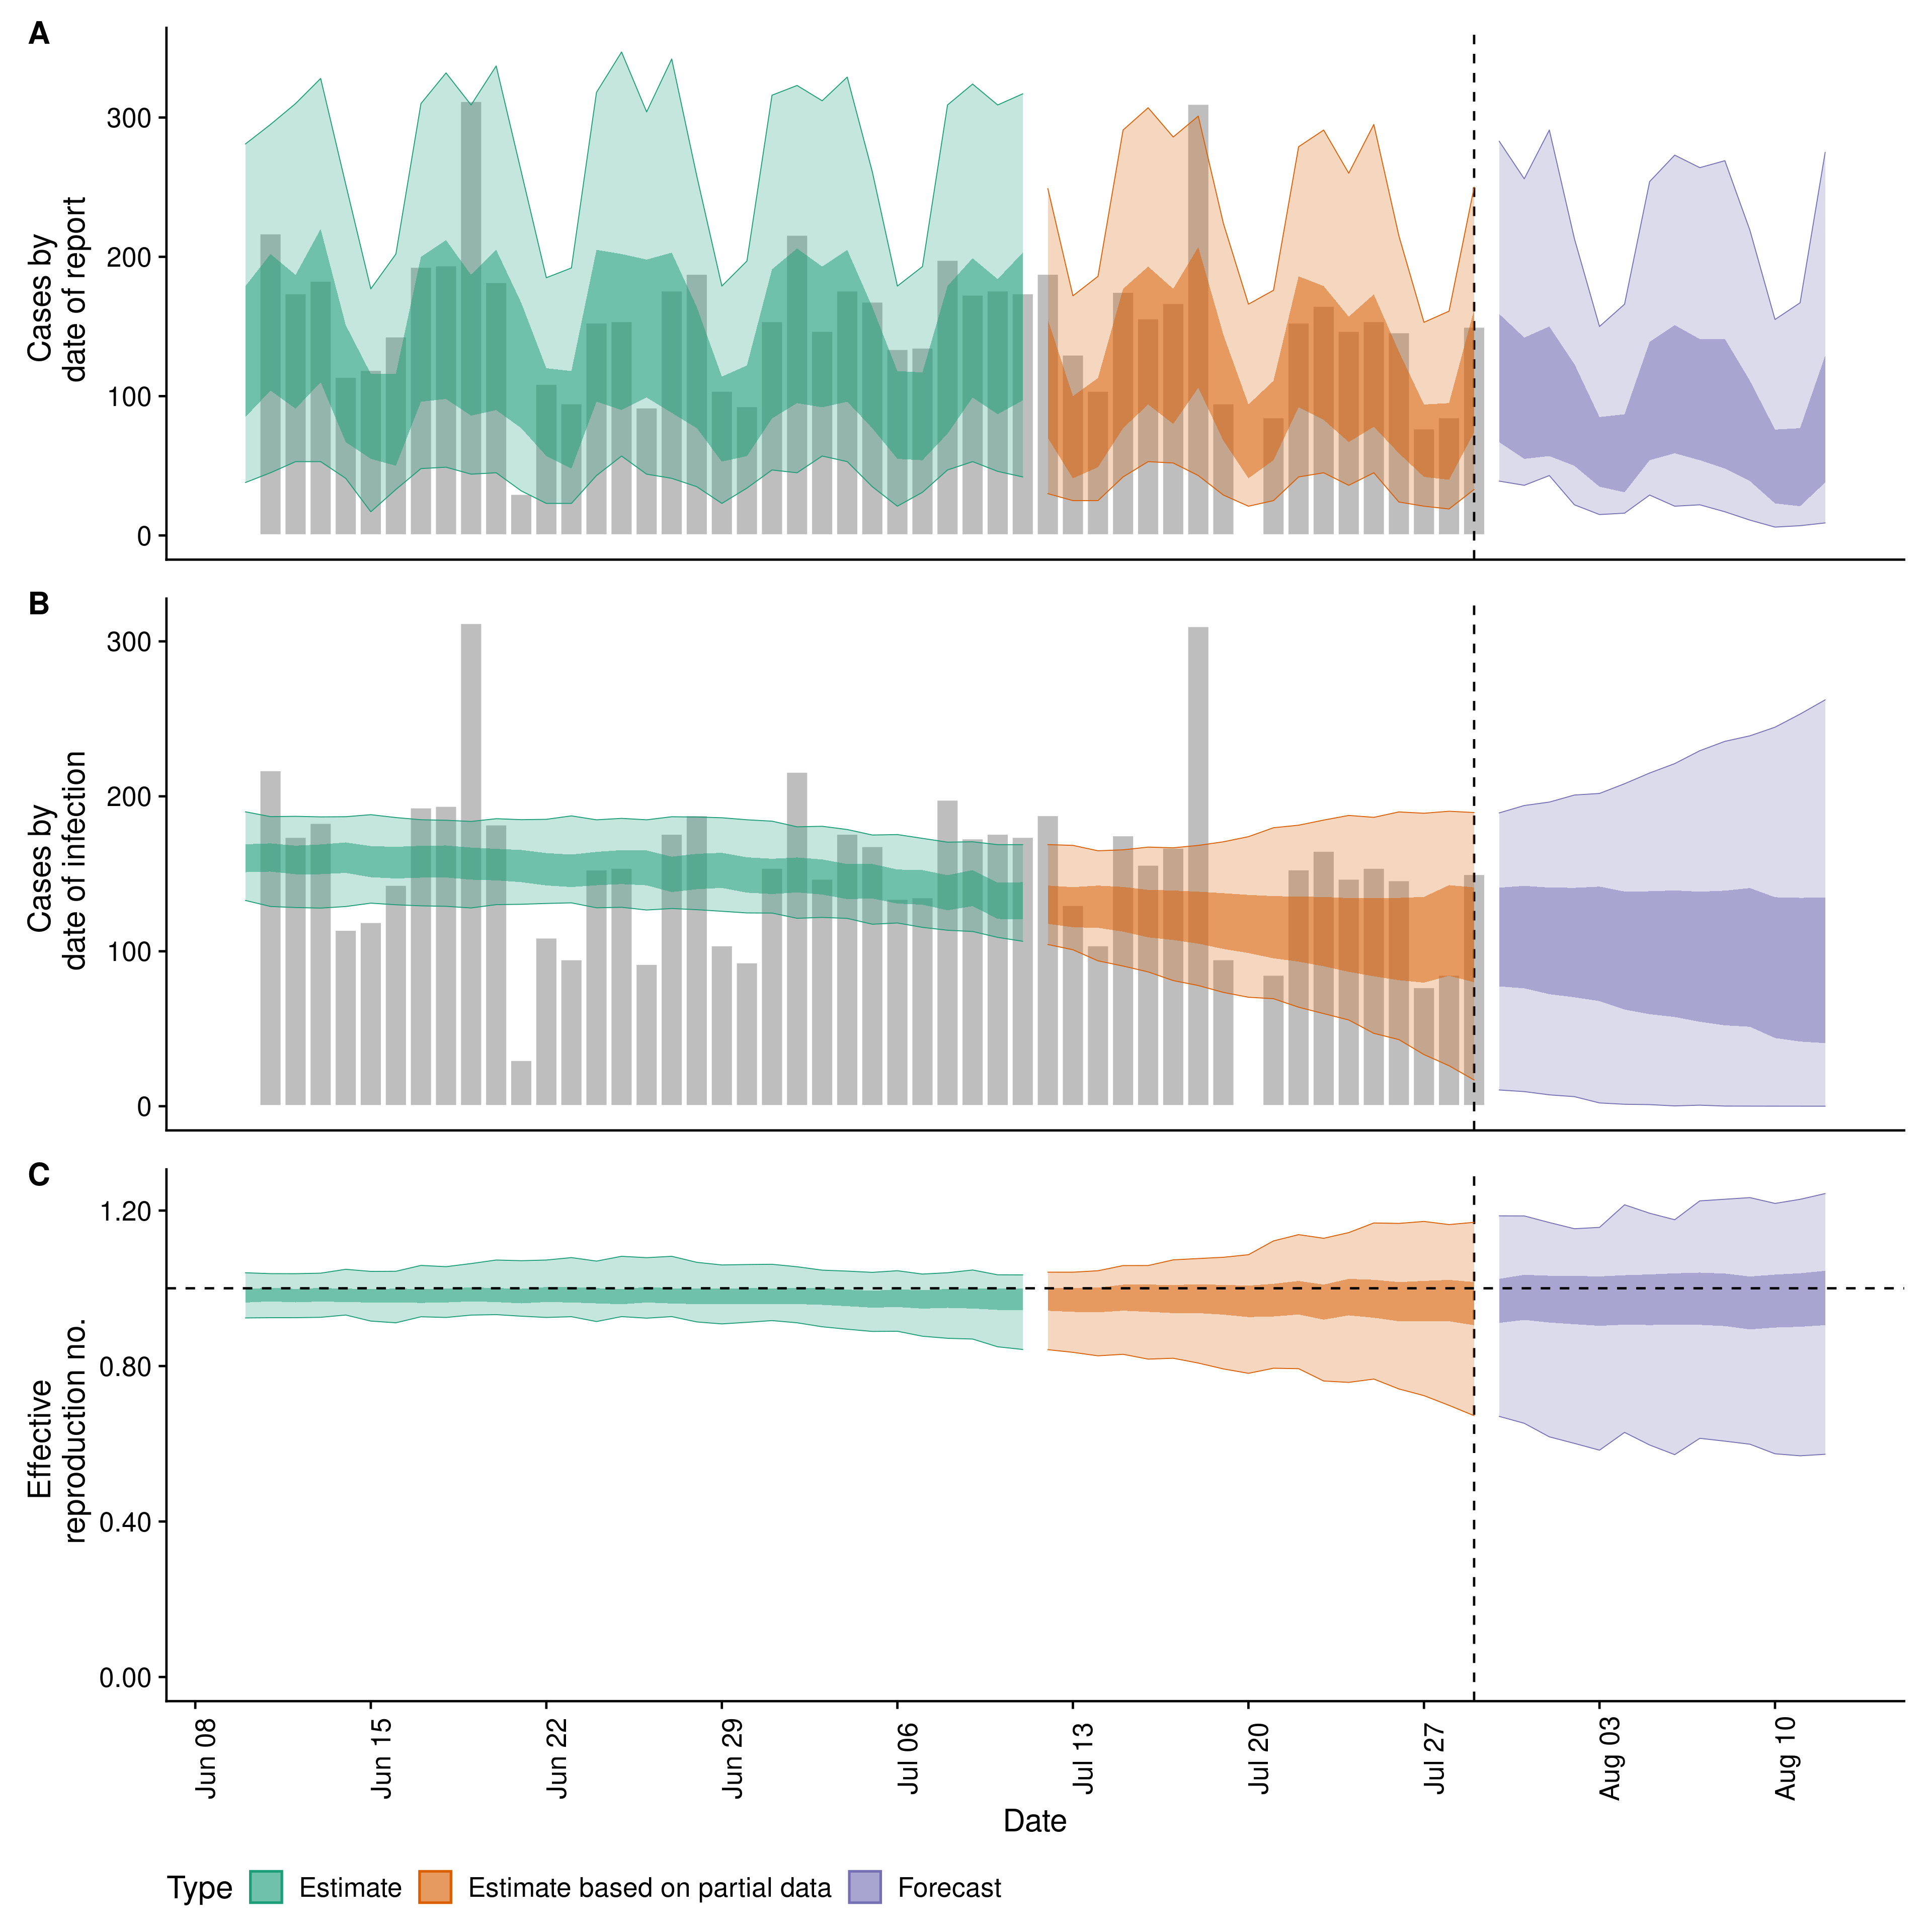 A
Cases by
date of report
300
200
100
0
B
Cases by
date of infection
300
200
100
0
C
Effective
reproduction no.
1.20
0.80
0.40
0.00
Jun 08
Jun 15
Jun 22
Jun 29
Jul 06
Jul 13
Jul 20
Jul 27
Aug 03
Aug 10
Date
Type Estimate Estimate based on partial data Forecast